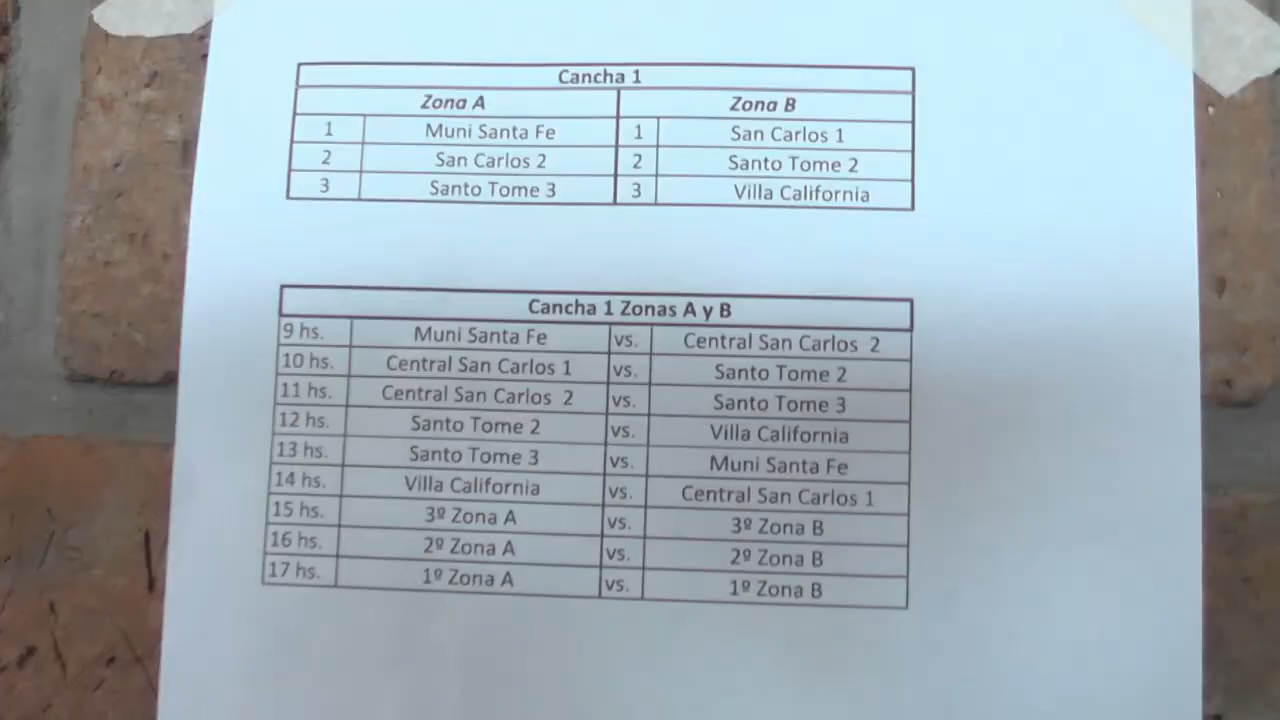 Cancha 1
Zona A Zona B
1 Muni Santa Fe 1 San Carlos 1
2 San Carlos 2 2 Santo Tome 2
3 Santo Tome 3 3 Villa California
Cancha 1 Zonas A y B
9 hs. Muni Santa Fe vs. Central San Carlos 2
10 hs. Central San Carlos 1 vs. Santo Tome 2
11 hs. Central San Carlos 2 vs. Santo Tome 3
12 hs. Santo Tome 2 vs. Villa California
13 hs. Santo Tome 3 vs. Muni Santa Fe
14 hs. Villa California vs. Central San Carlos 1
15 hs. 3º Zona A vs. 3º Zona B
16 hs. 2º Zona A vs. 2º Zona B
17 hs. 1º Zona A vs. 1º Zona B